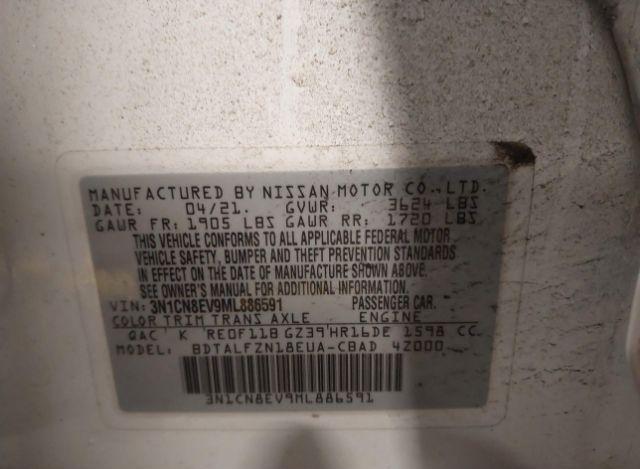 MANUFACTURED BY NISSAN MOTOR CO., LTD.
DATE: 04/21. GVWR: 3624 LBS
GAWR FR: 1905 LBS GAWR RR: 1720 LBS
THIS VEHICLE CONFORMS TO ALL APPLICABLE FEDERAL MOTOR
VEHICLE SAFETY, BUMPER AND THEFT PREVENTION STANDARDS
IN EFFECT ON THE DATE OF MANUFACTURE SHOWN ABOVE.
SEE OWNER'S MANUAL FOR ADDITIONAL INFORMATION.
VIN: 3N1CN8EV9ML886591 PASSENGER CAR.
COLOR TRIM TRANS AXLE ENGINE
QAC K RE0F11B GZ39 HR16DE 1598 CC
MODEL: BDTALFZN18EUA-CBAD 4Z000
3N1CN8EV9ML886591